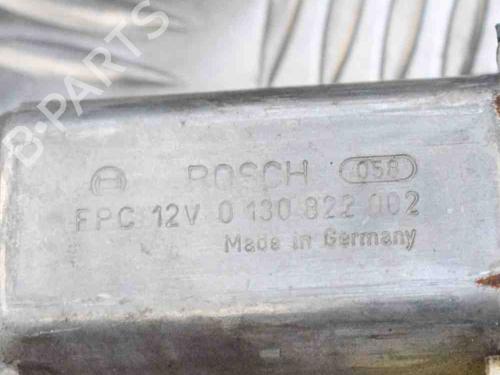 B-PARTS
BOSCH 058
FPC 12V 0 130 822 002
Made in Germany